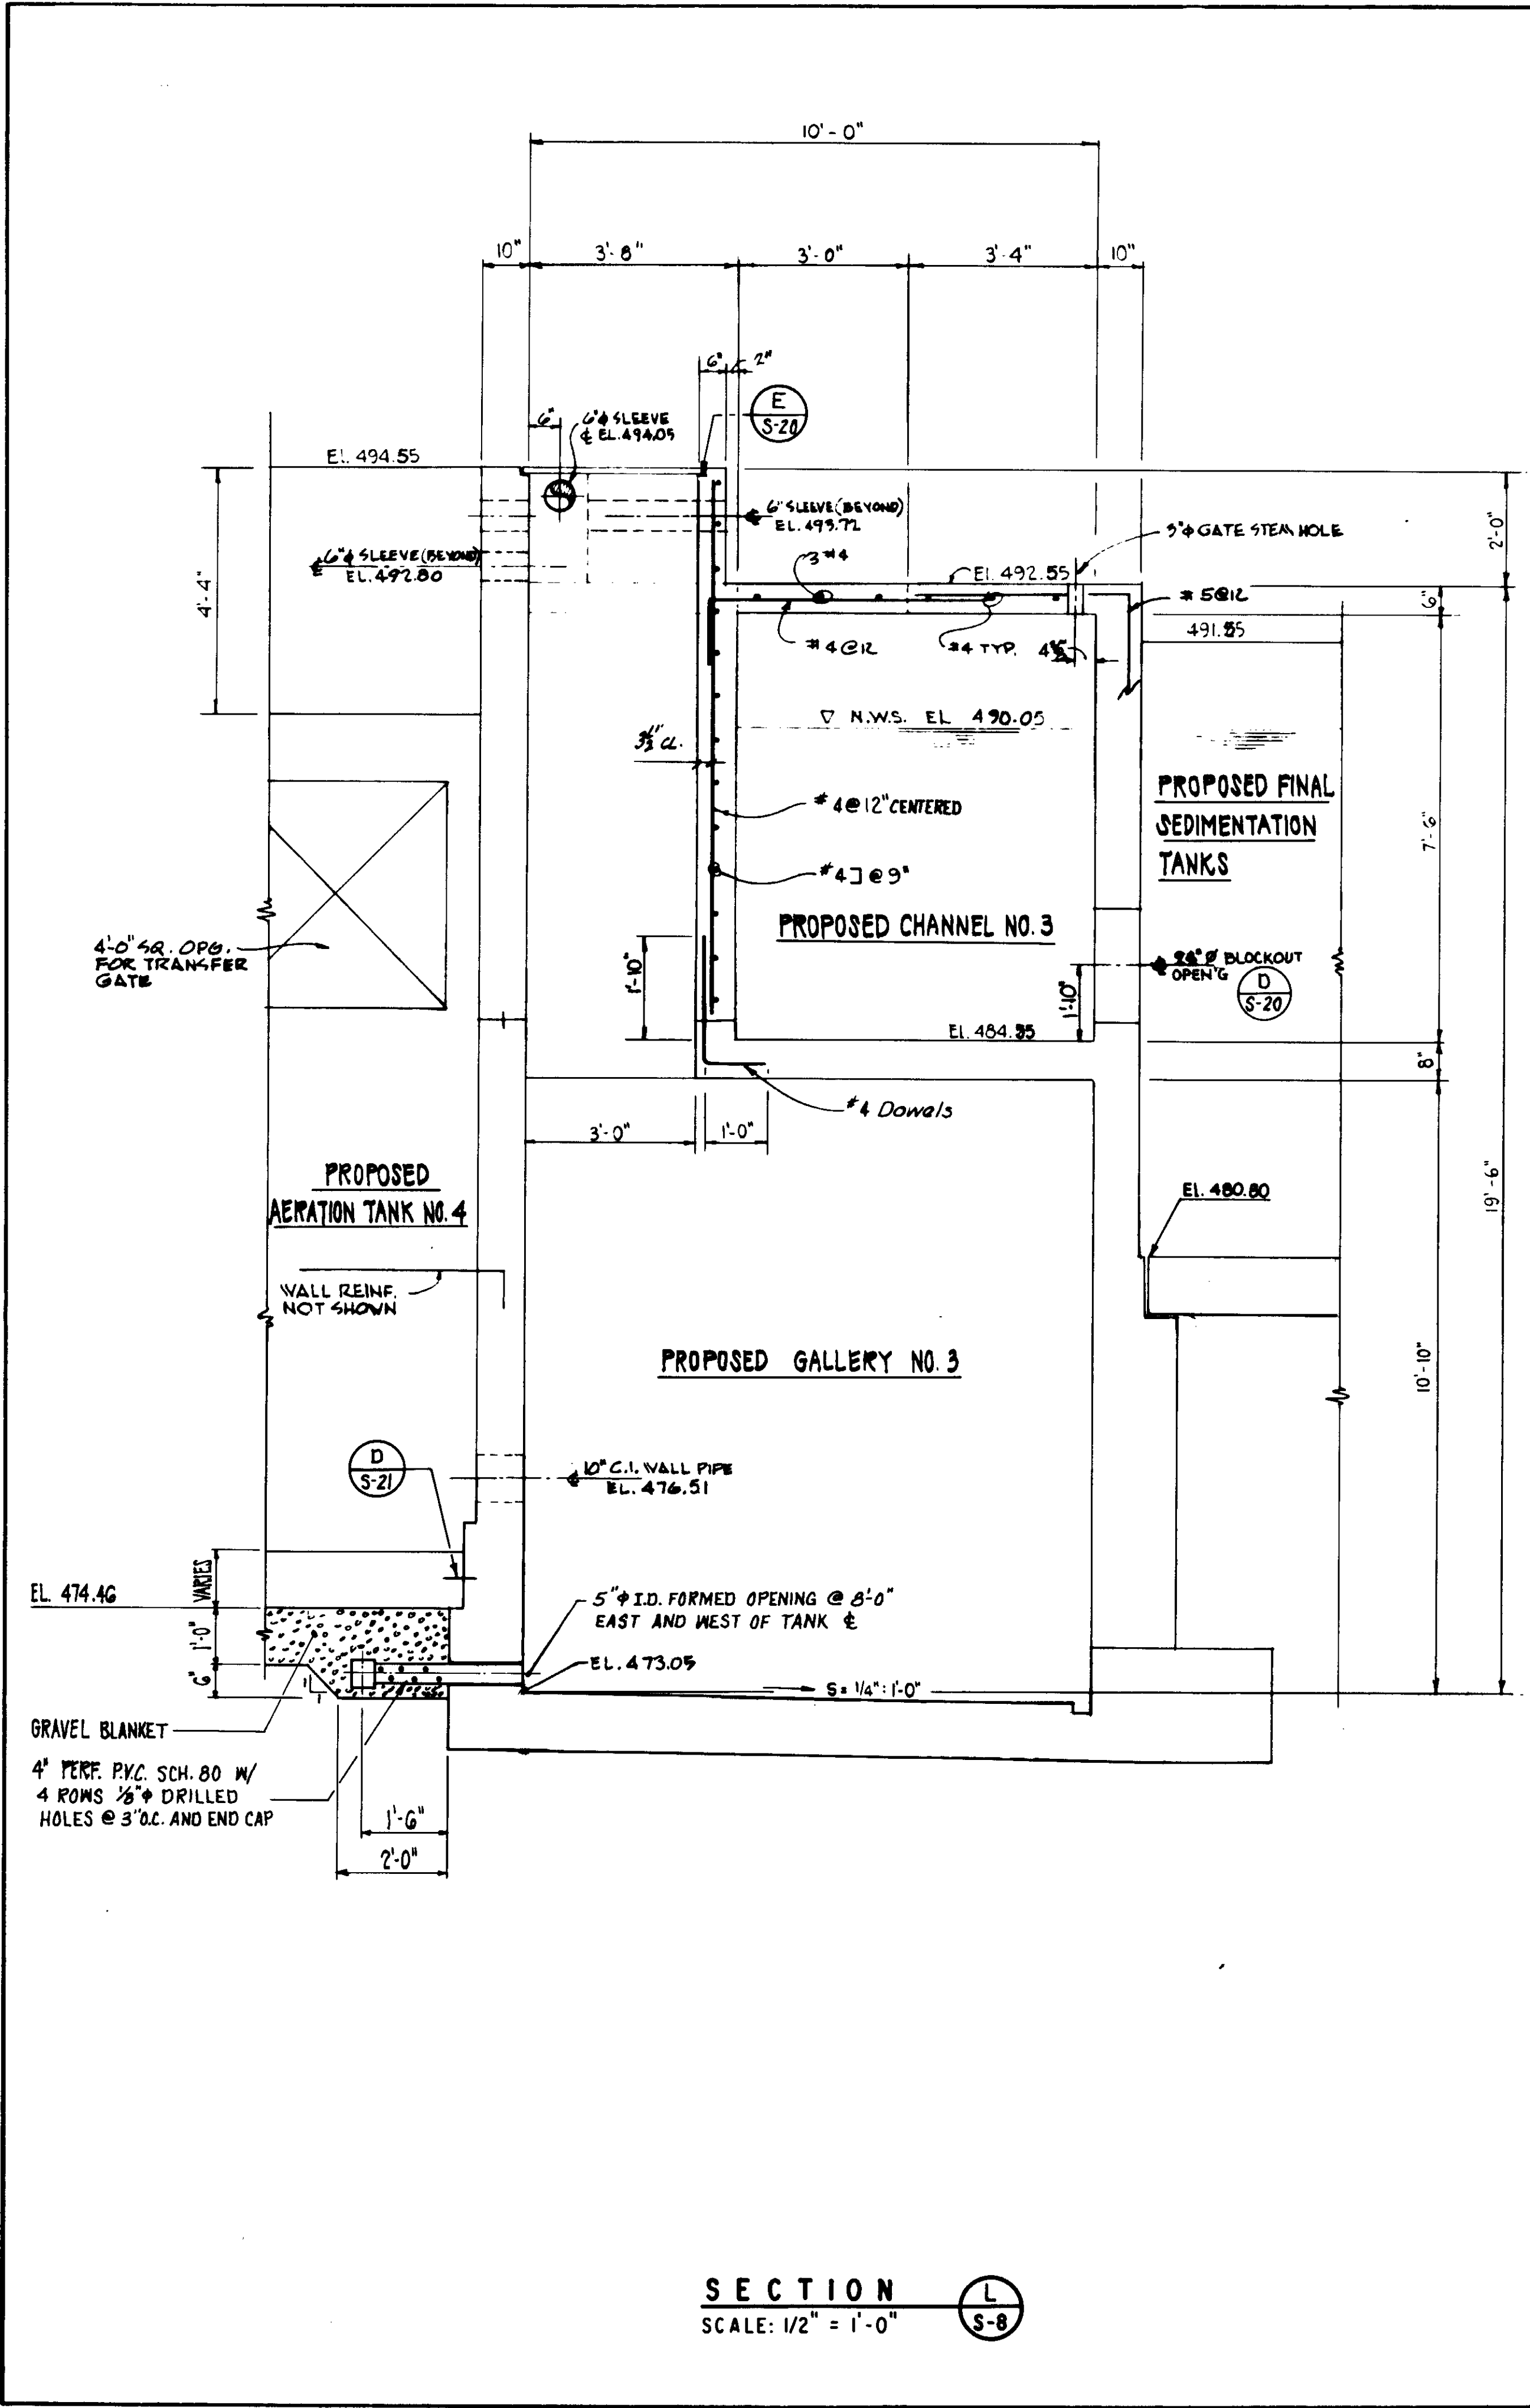 10'-0"
10"
3'-8"
3'-0"
3'-4"
10"
6"
2"
E
S-20
6"
6"φ SLEEVE
℄ EL. 494.05
El. 494.55
6" SLEEVE (BEYOND)
EL. 493.72
℄ 6"φ SLEEVE (BEYOND)
EL. 492.80
3"φ GATE STEM HOLE
2'-0"
3 #4
El. 492.55
#5@12
6"
4'-4"
#4@12
#4 TYP.
491.55
▽ N.W.S. EL 490.05
3½" CL.
PROPOSED FINAL
SEDIMENTATION
TANKS
#4@12" CENTERED
7'-6"
#4 ⊐ @ 9"
PROPOSED CHANNEL NO. 3
4'-0" SQ. OPG.
FOR TRANSFER
GATE
1'-10"
1'-10"
24" Ø BLOCKOUT
OPEN'G
D
S-20
El. 484.55
8"
#4 Dowels
3'-0"
1'-0"
PROPOSED
AERATION TANK NO. 4
El. 480.80
19'-6"
WALL REINF.
NOT SHOWN
PROPOSED GALLERY NO. 3
10'-10"
D
S-21
10" C.I. WALL PIPE
℄ EL. 476.51
VARIES
EL. 474.46
5"φ I.D. FORMED OPENING @ 8'-0"
EAST AND WEST OF TANK ℄
1'-0"
EL. 473.05
6"
1
1
S = 1/4" : 1'-0"
GRAVEL BLANKET
4" PERF. P.V.C. SCH. 80 W/
4 ROWS ⅛"φ DRILLED
HOLES @ 3" O.C. AND END CAP
1'-6"
2'-0"
SECTION
L
S-8
SCALE: 1/2" = 1'-0"